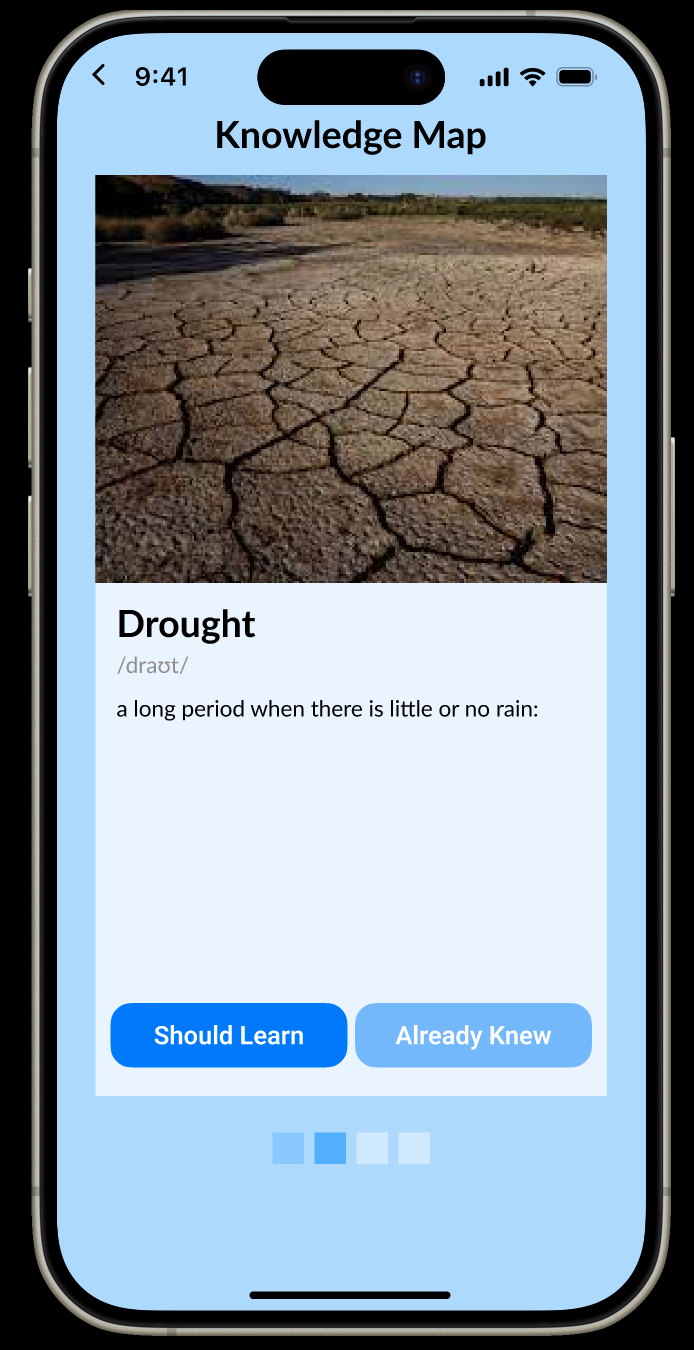 9:41
Knowledge Map
Drought
/draʊt/
a long period when there is little or no rain:
Should Learn
Already Knew